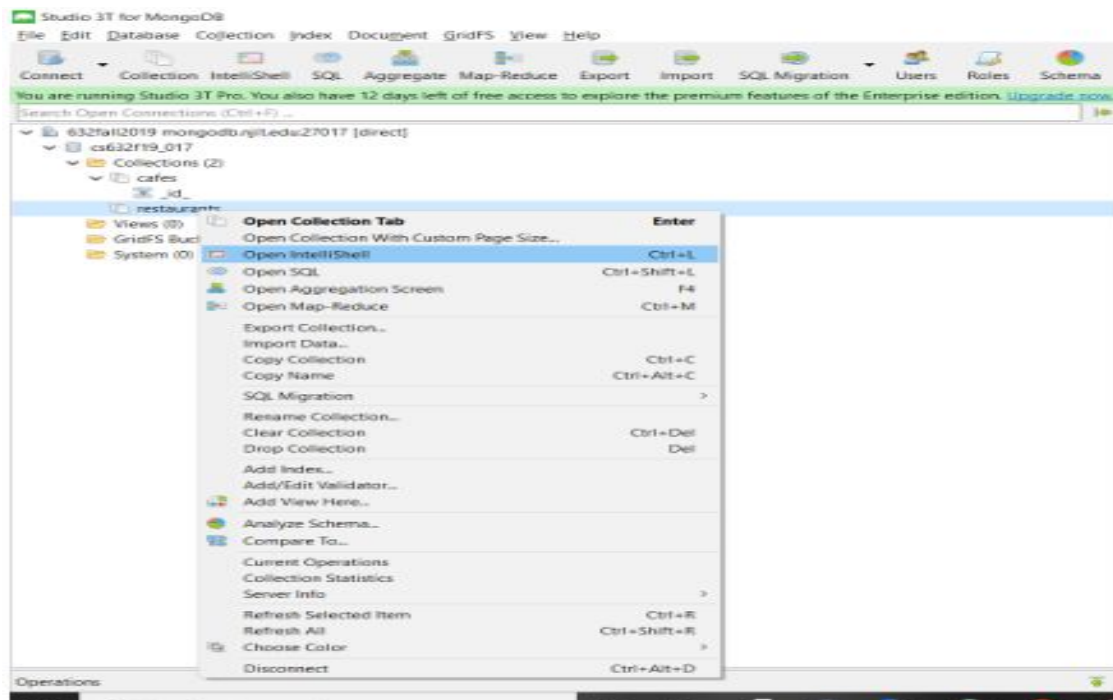 Studio 3T for MongoDB
File Edit Database Collection Index Document GridFS View Help
Connect Collection IntelliShell SQL Aggregate Map-Reduce Export Import SQL Migration Users Roles Schema
You are running Studio 3T Pro. You also have 12 days left of free access to explore the premium features of the Enterprise edition. Upgrade now
Search Open Connections (Ctrl+F) ...
632fall2019 mongodb.njit.edu:27017 [direct]
cs632f19_017
Collections (2)
cafes
_id_
restaurants
Views (0)
GridFS Buc
System (0)
Open Collection Tab Enter
Open Collection With Custom Page Size...
Open IntelliShell Ctrl+L
Open SQL Ctrl+Shift+L
Open Aggregation Screen F4
Open Map-Reduce Ctrl+M
Export Collection...
Import Data...
Copy Collection Ctrl+C
Copy Name Ctrl+Alt+C
SQL Migration >
Rename Collection...
Clear Collection Ctrl+Del
Drop Collection Del
Add Index...
Add/Edit Validator...
Add View Here...
Analyze Schema...
Compare To...
Current Operations
Collection Statistics
Server Info >
Refresh Selected Item Ctrl+R
Refresh All Ctrl+Shift+R
Choose Color >
Disconnect Ctrl+Alt+D
Operations